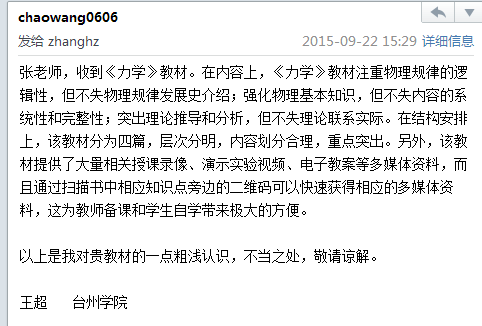 chaowang0606
发给 zhanghz
2015-09-22 15:29 详细信息
张老师，收到《力学》教材。在内容上，《力学》教材注重物理规律的逻
辑性，但不失物理规律发展史介绍；强化物理基本知识，但不失内容的系
统性和完整性；突出理论推导和分析，但不失理论联系实际。在结构安排
上，该教材分为四篇，层次分明，内容划分合理，重点突出。另外，该教
材提供了大量相关授课录像、演示实验视频、电子教案等多媒体资料，而
且通过扫描书中相应知识点旁边的二维码可以快速获得相应的多媒体资
料，这为教师备课和学生自学带来极大的方便。
以上是我对贵教材的一点粗浅认识，不当之处，敬请谅解。
王超 台州学院